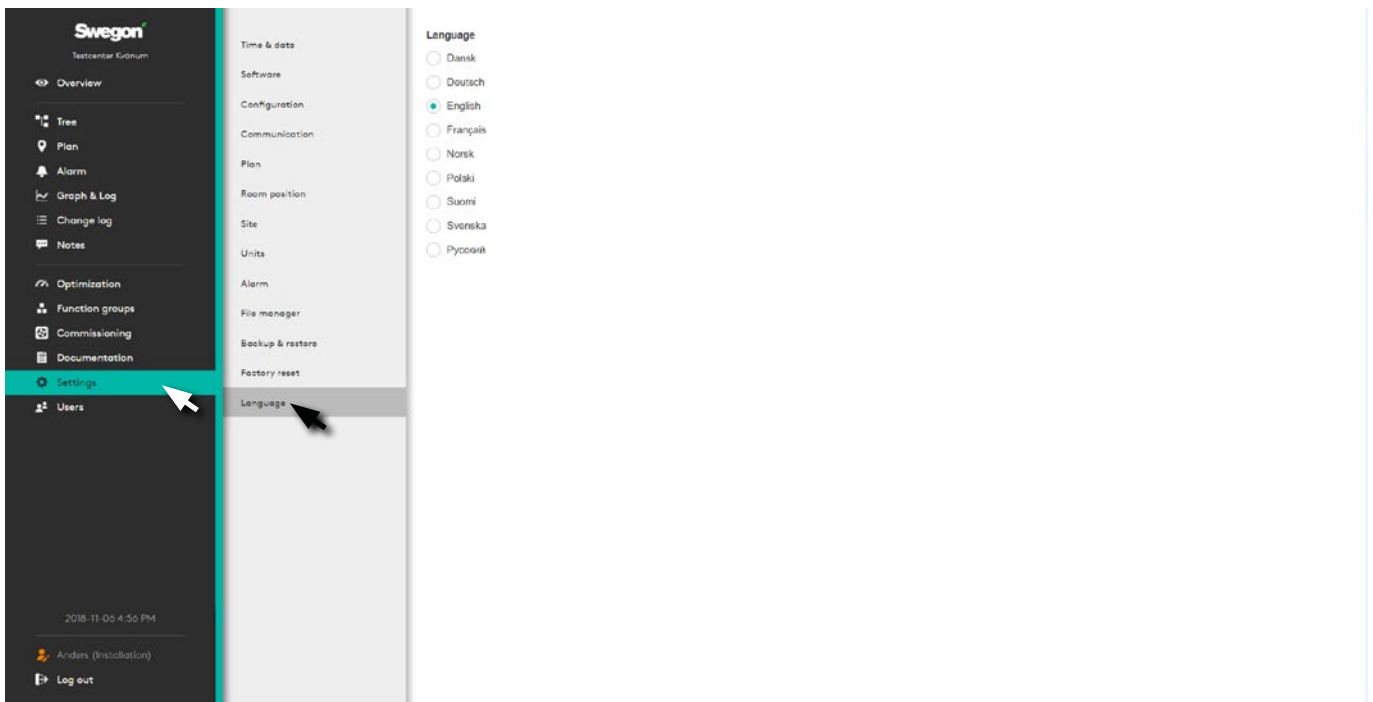 Swegon
Testcenter Kvänum
Overview
Tree
Plan
Alarm
Graph & Log
Change log
Notes
Optimization
Function groups
Commissioning
Documentation
Settings
Users
2018-11-06 4:56 PM
Anders (Installation)
Log out
Time & date
Software
Configuration
Communication
Plan
Room position
Site
Units
Alarm
File manager
Backup & restore
Factory reset
Language
Language
Dansk
Deutsch
English
Français
Norsk
Polski
Suomi
Svenska
Русский